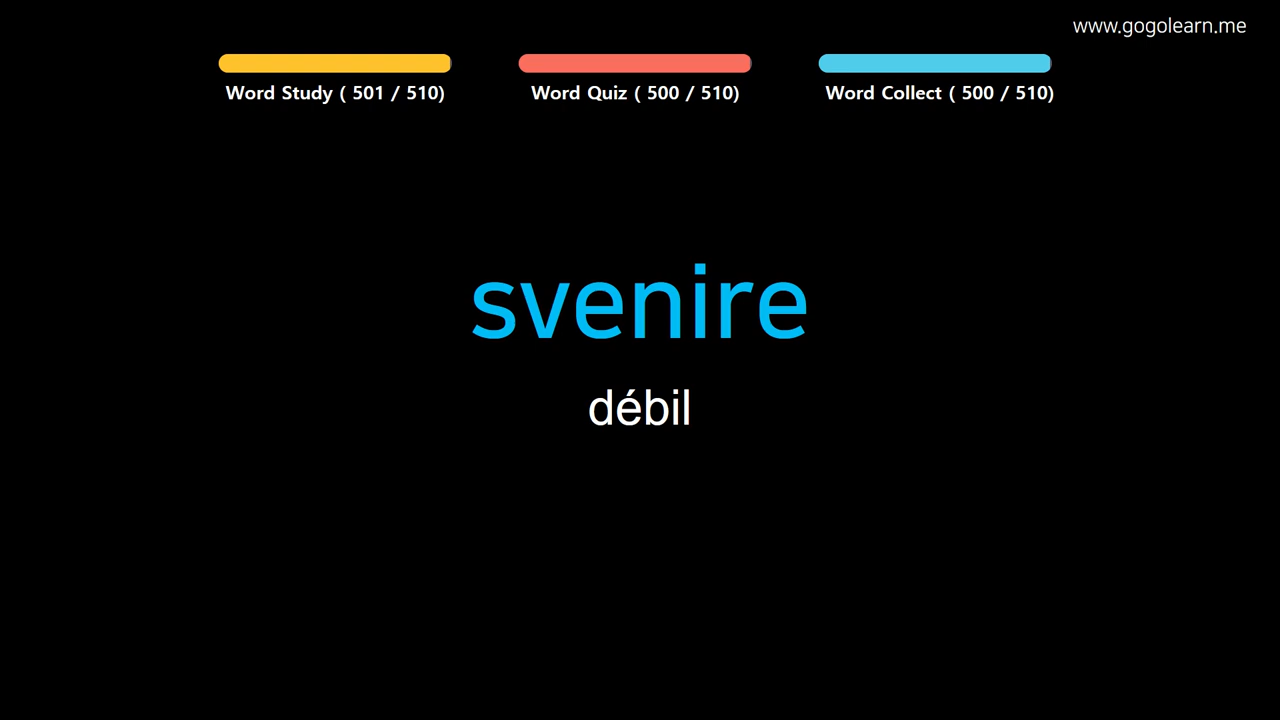 www.gogolearn.me
Word Study ( 501 / 510)
Word Quiz ( 500 / 510)
Word Collect ( 500 / 510)
svenire
débil